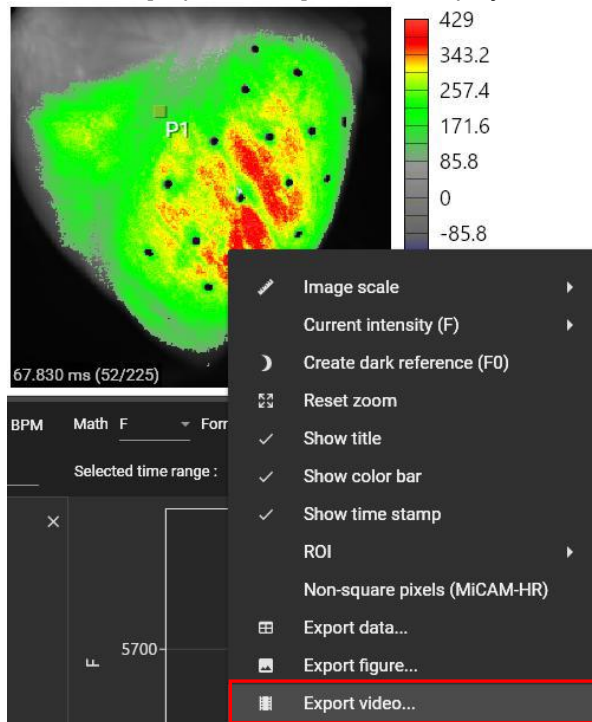 429
343.2
257.4
171.6
85.8
0
-85.8
P1
67.830 ms (52/225)
Image scale
Current intensity (F)
Create dark reference (F0)
Reset zoom
Show title
Show color bar
Show time stamp
ROI
Non-square pixels (MiCAM-HR)
Export data...
Export figure...
Export video...
BPM Math F For
Selected time range :
5700
F